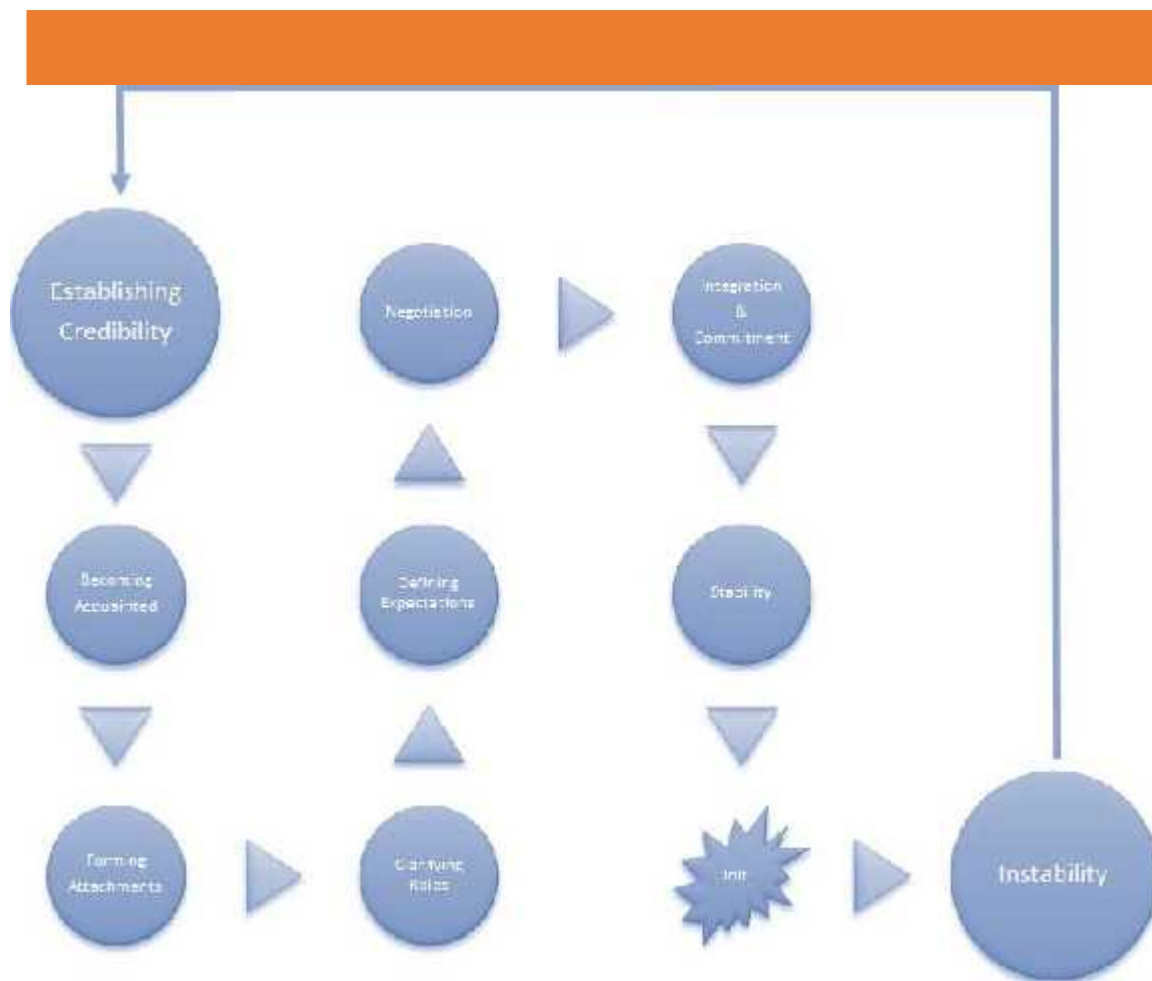 Establishing
Credibility
Becoming
Acquainted
Forming
Attachments
Clarifying
Roles
Defining
Expectations
Negotiation
Integration
&
Commitment
Stability
Instability